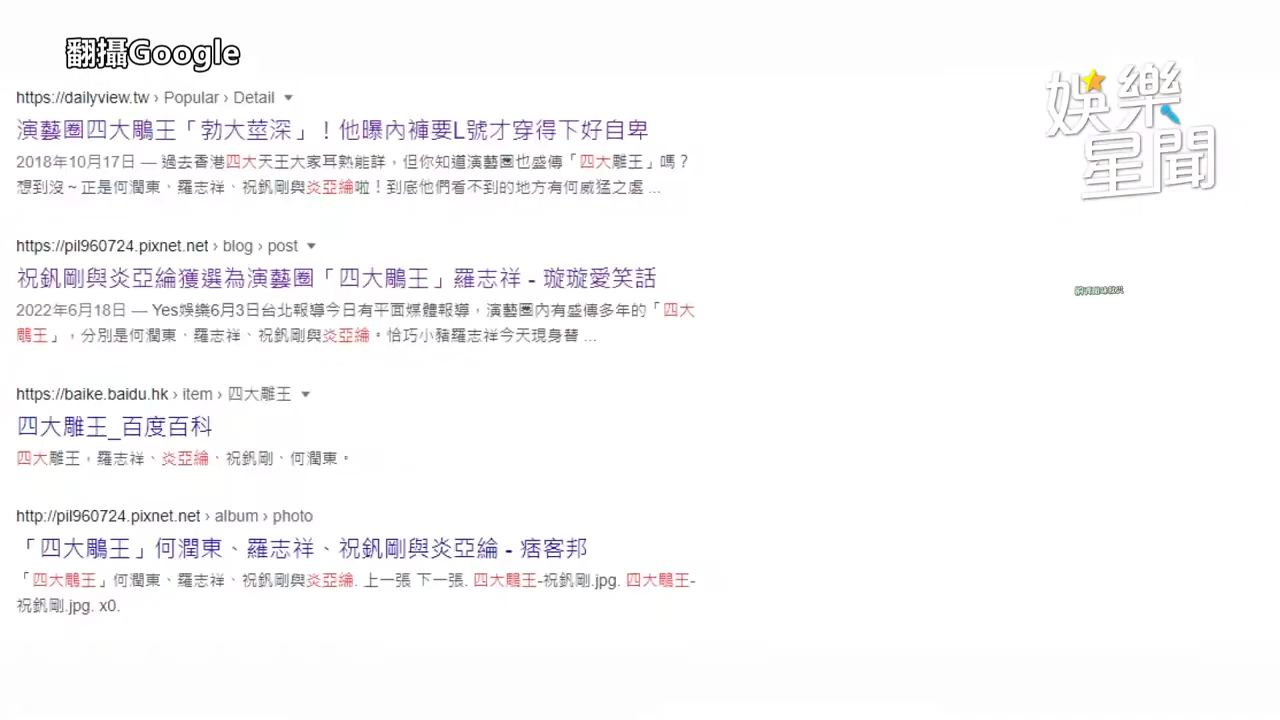 翻攝Google
娛樂
星聞
https://dailyview.tw › Popular › Detail
演藝圈四大鵰王「勃大莖深」！他曝內褲要L號才穿得下好自卑
2018年10月17日 — 過去香港四大天王大家耳熟能詳，但你知道演藝圈也盛傳「四大雕王」嗎？
想到沒～正是何潤東、羅志祥、祝釩剛與炎亞綸啦！到底他們看不到的地方有何威猛之處 ...
https://pil960724.pixnet.net › blog › post
祝釩剛與炎亞綸獲選為演藝圈「四大鵰王」羅志祥 - 璇璇愛笑話
2022年6月18日 — Yes娛樂6月3日台北報導今日有平面媒體報導，演藝圈內有盛傳多年的「四大
鵰王」，分別是何潤東、羅志祥、祝釩剛與炎亞綸。恰巧小豬羅志祥今天現身替 ...
https://baike.baidu.hk › item › 四大雕王
四大雕王_百度百科
四大雕王，羅志祥、炎亞綸、祝釩剛、何潤東。
http://pil960724.pixnet.net › album › photo
「四大鵰王」何潤東、羅志祥、祝釩剛與炎亞綸 - 痞客邦
「四大鵰王」何潤東、羅志祥、祝釩剛與炎亞綸. 上一張 下一張. 四大鵰王-祝釩剛.jpg. 四大鵰王-
祝釩剛.jpg. x0.